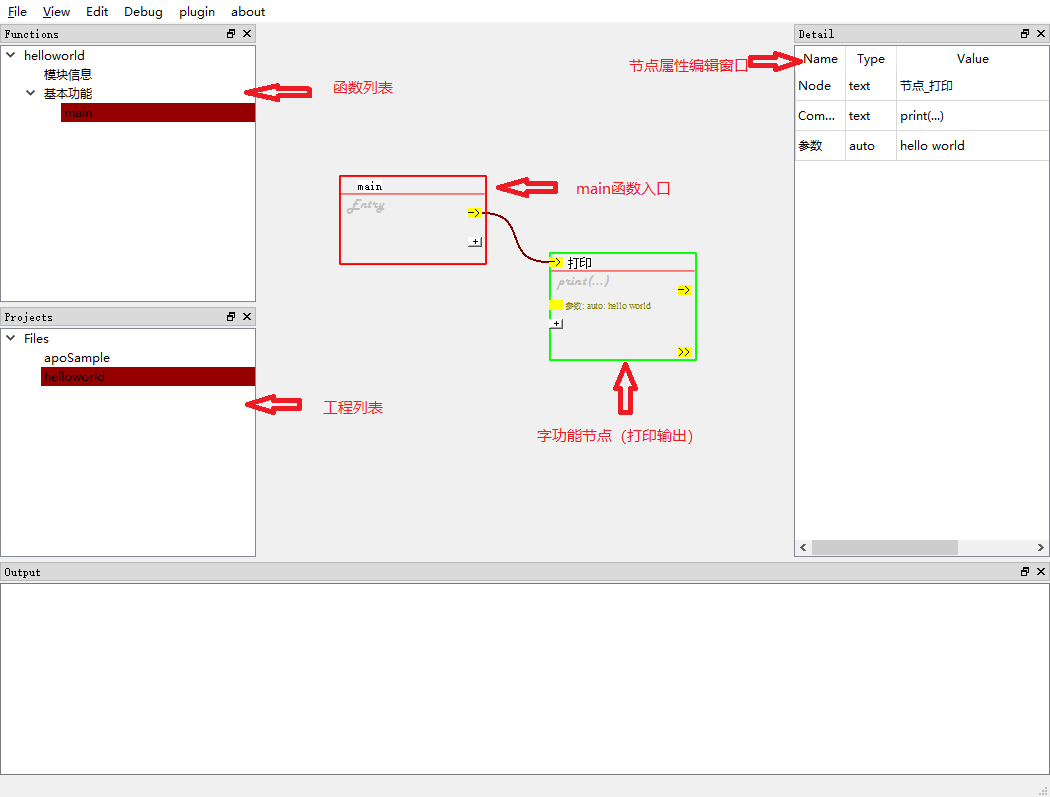 File View Edit Debug plugin about
Functions
helloworld
模块信息
基本功能
main
函数列表
Projects
Files
apoSample
helloworld
工程列表
main
Entry
+
main函数入口
打印
print(...)
参数: auto: hello world
+
字功能节点（打印输出）
节点属性编辑窗口
Detail
Name Type Value
Node text 节点_打印
Com... text print(...)
参数 auto hello world
Output